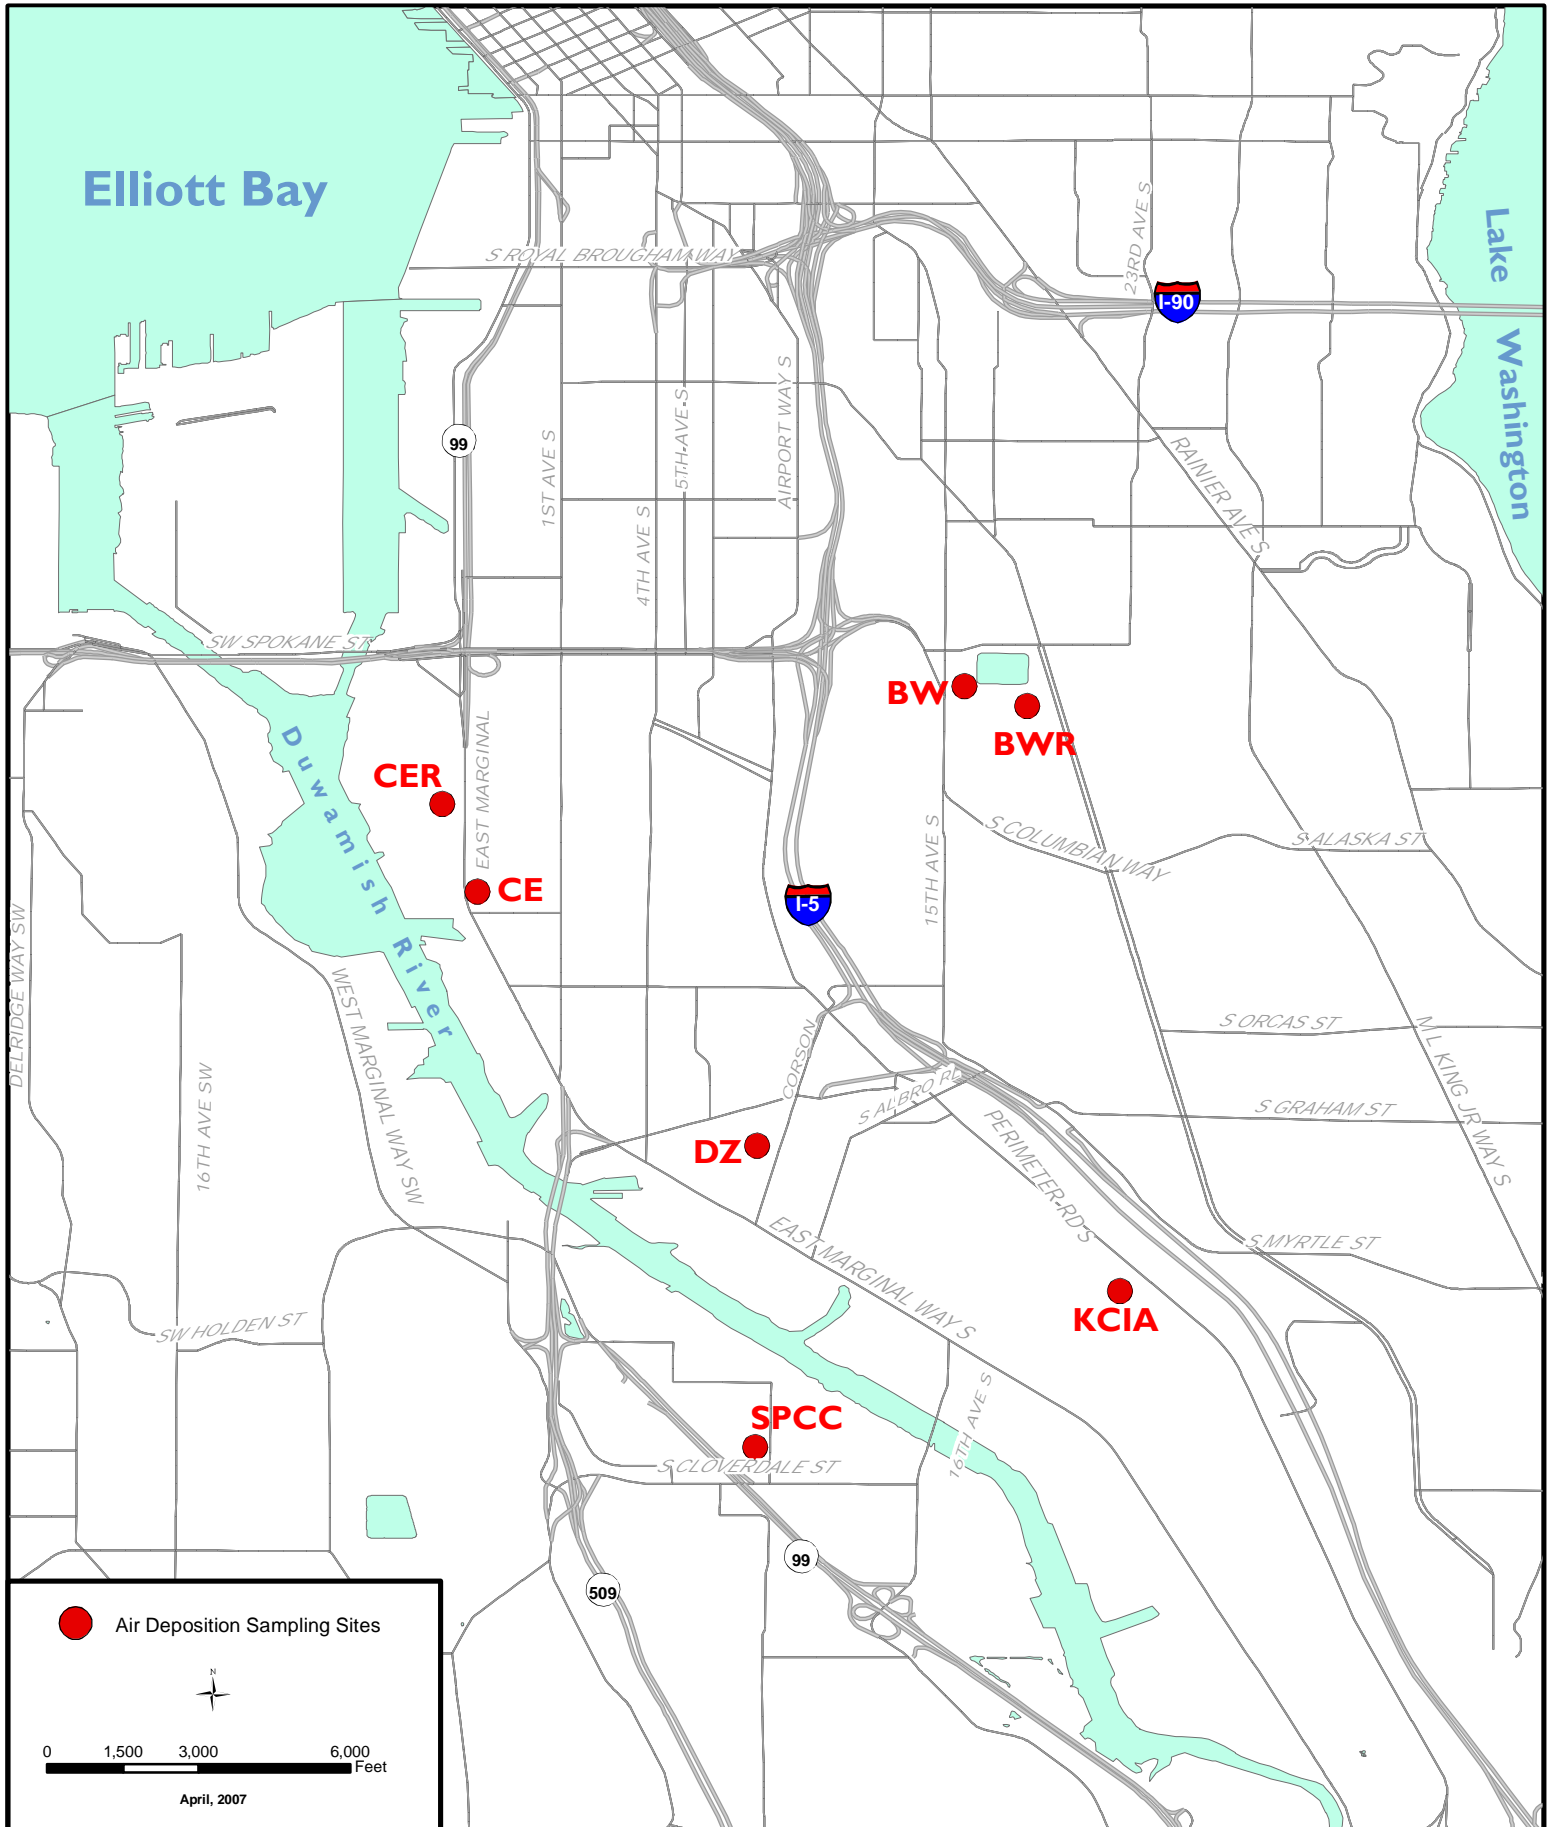 Elliott Bay
Lake Washington
S ROYAL BROUGHAM WAY
23RD AVE S
I-90
99
1ST AVE S
5TH AVE S
AIRPORT WAY S
4TH AVE S
RAINIER AVE S
SW SPOKANE ST
BW
BWR
Duwamish River
CER
EAST MARGINAL
CE
I-5
15TH AVE S
S COLUMBIAN WAY
S ALASKA ST
DELRIDGE WAY SW
16TH AVE SW
WEST MARGINAL WAY SW
CORSON
S ALBRO RD
S ORCAS ST
M L KING JR WAY S
S GRAHAM ST
PERIMETER RD S
DZ
EAST MARGINAL WAY S
S MYRTLE ST
KCIA
SW HOLDEN ST
SPCC
S CLOVERDALE ST
16TH AVE S
99
509
Air Deposition Sampling Sites
N
0 1,500 3,000 6,000
Feet
April, 2007